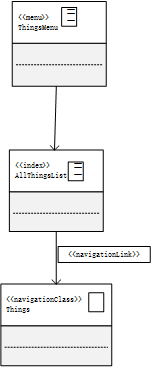 <<menu>>
ThingsMenu
<<index>>
AllThingsList
<<navigationLink>>
<<navigationClass>>
Things